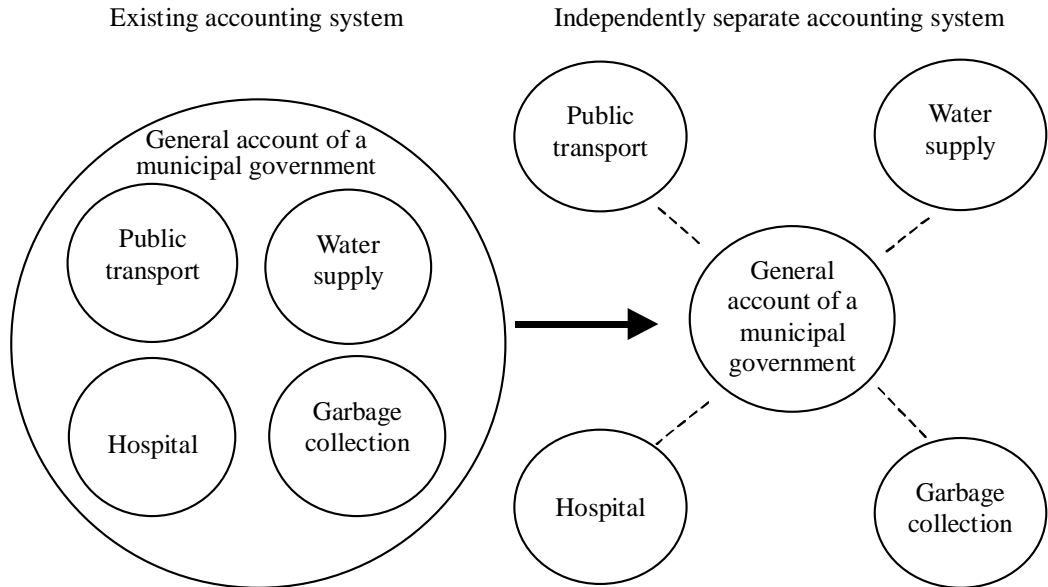 Existing accounting system
Independently separate accounting system
General account of a
municipal government
Public
transport
Water
supply
Hospital
Garbage
collection
Public
transport
Water
supply
General
account of a
municipal
government
Hospital
Garbage
collection